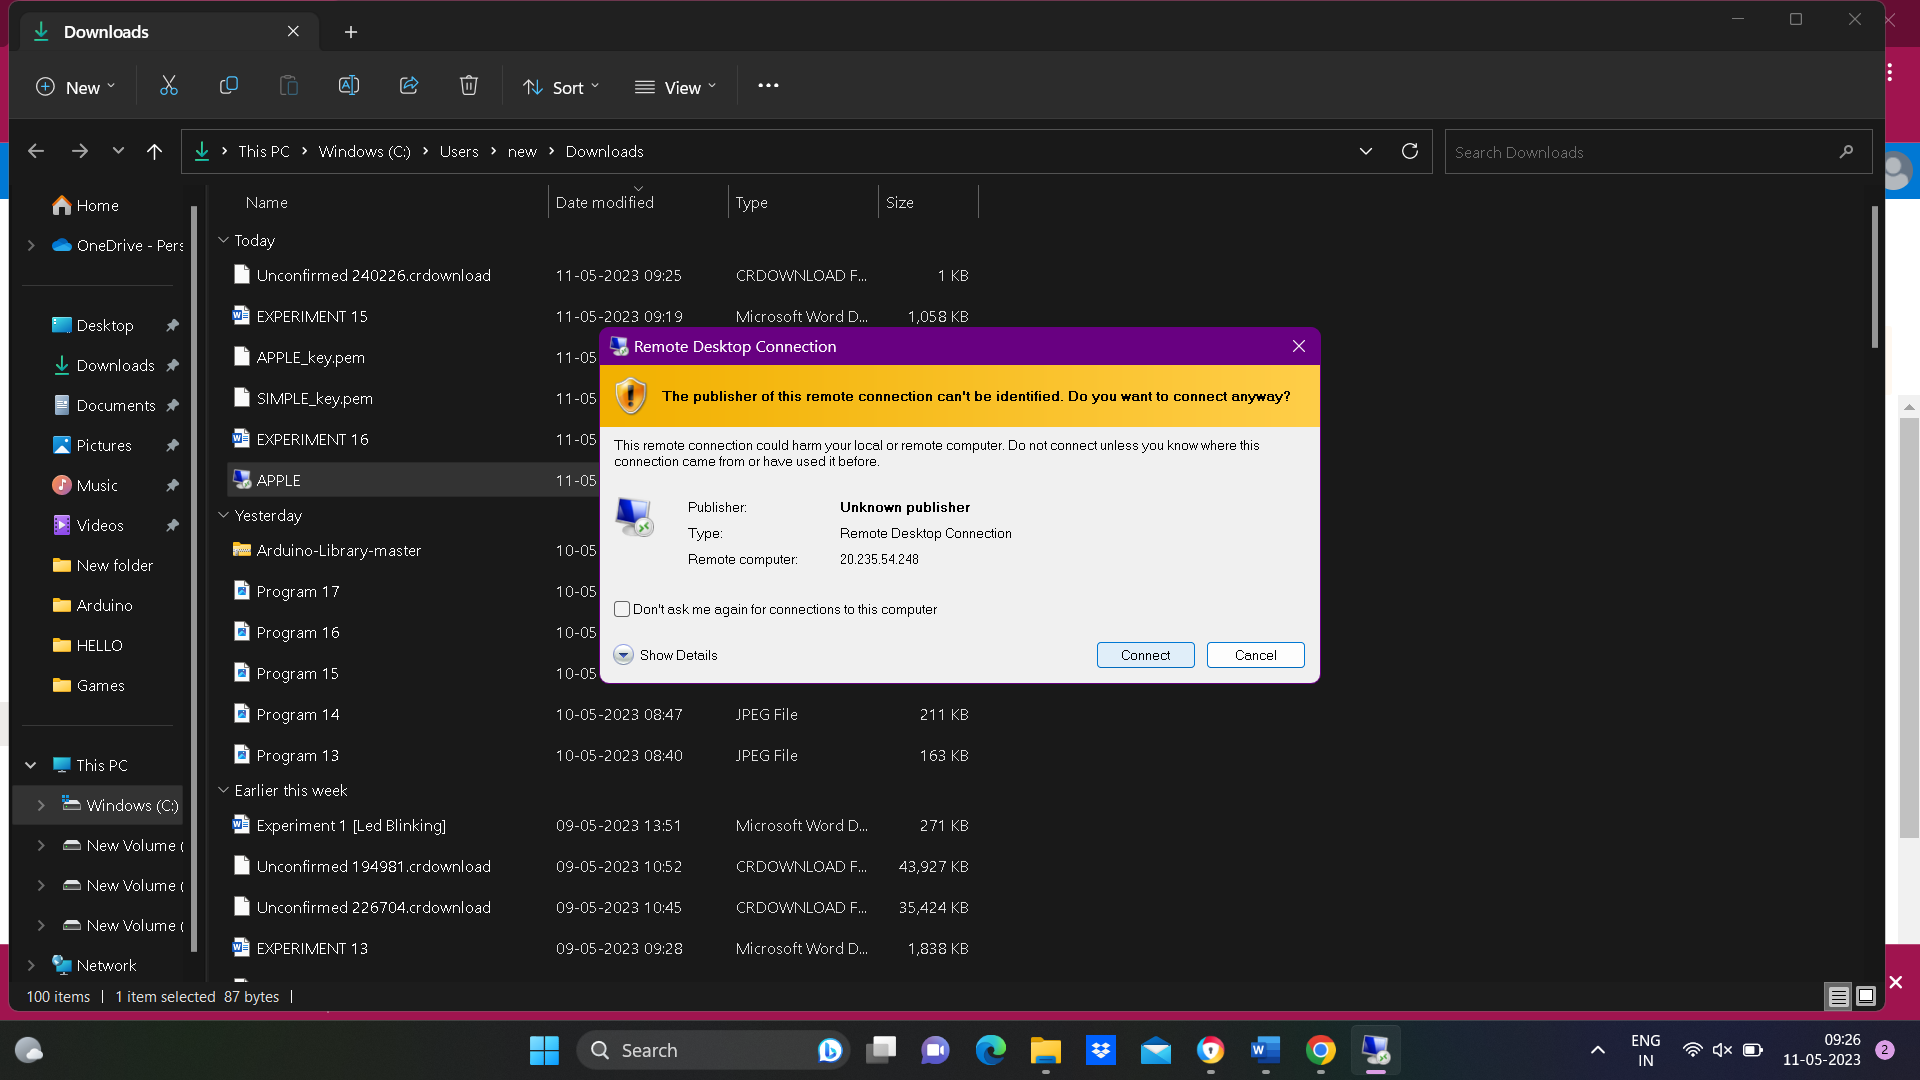 Downloads
New
Sort
View
This PC
Windows (C:)
Users
new
Downloads
Search Downloads
Home
OneDrive - Pers
Desktop
Downloads
Documents
Pictures
Music
Videos
New folder
Arduino
HELLO
Games
This PC
Windows (C:)
New Volume (
New Volume (
New Volume (
Network
Name Date modified Type Size
Today
Unconfirmed 240226.crdownload 11-05-2023 09:25 CRDOWNLOAD F... 1 KB
EXPERIMENT 15 11-05-2023 09:19 Microsoft Word D... 1,058 KB
APPLE_key.pem 11-05
SIMPLE_key.pem 11-05
EXPERIMENT 16 11-05
APPLE 11-05
Yesterday
Arduino-Library-master 10-05
Program 17 10-05
Program 16 10-05
Program 15 10-05
Program 14 10-05-2023 08:47 JPEG File 211 KB
Program 13 10-05-2023 08:40 JPEG File 163 KB
Earlier this week
Experiment 1 [Led Blinking] 09-05-2023 13:51 Microsoft Word D... 271 KB
Unconfirmed 194981.crdownload 09-05-2023 10:52 CRDOWNLOAD F... 43,927 KB
Unconfirmed 226704.crdownload 09-05-2023 10:45 CRDOWNLOAD F... 35,424 KB
EXPERIMENT 13 09-05-2023 09:28 Microsoft Word D... 1,838 KB
Remote Desktop Connection
The publisher of this remote connection can't be identified. Do you want to connect anyway?
This remote connection could harm your local or remote computer. Do not connect unless you know where this
connection came from or have used it before.
Publisher: Unknown publisher
Type: Remote Desktop Connection
Remote computer: 20.235.54.248
Don't ask me again for connections to this computer
Show Details
Connect
Cancel
100 items 1 item selected 87 bytes
Search
ENG
IN
09:26
11-05-2023
2